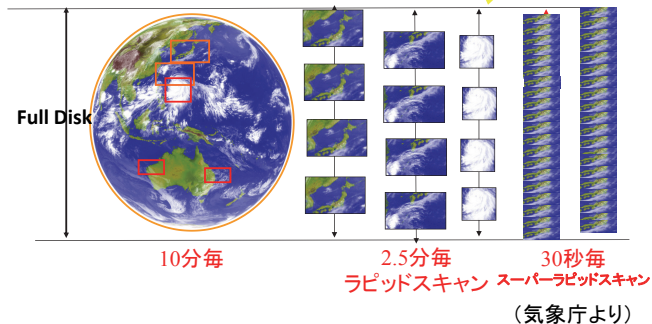 Full Disk
10分毎
2.5分毎
ラピッドスキャン
30秒毎
スーパーラピッドスキャン
(気象庁より)